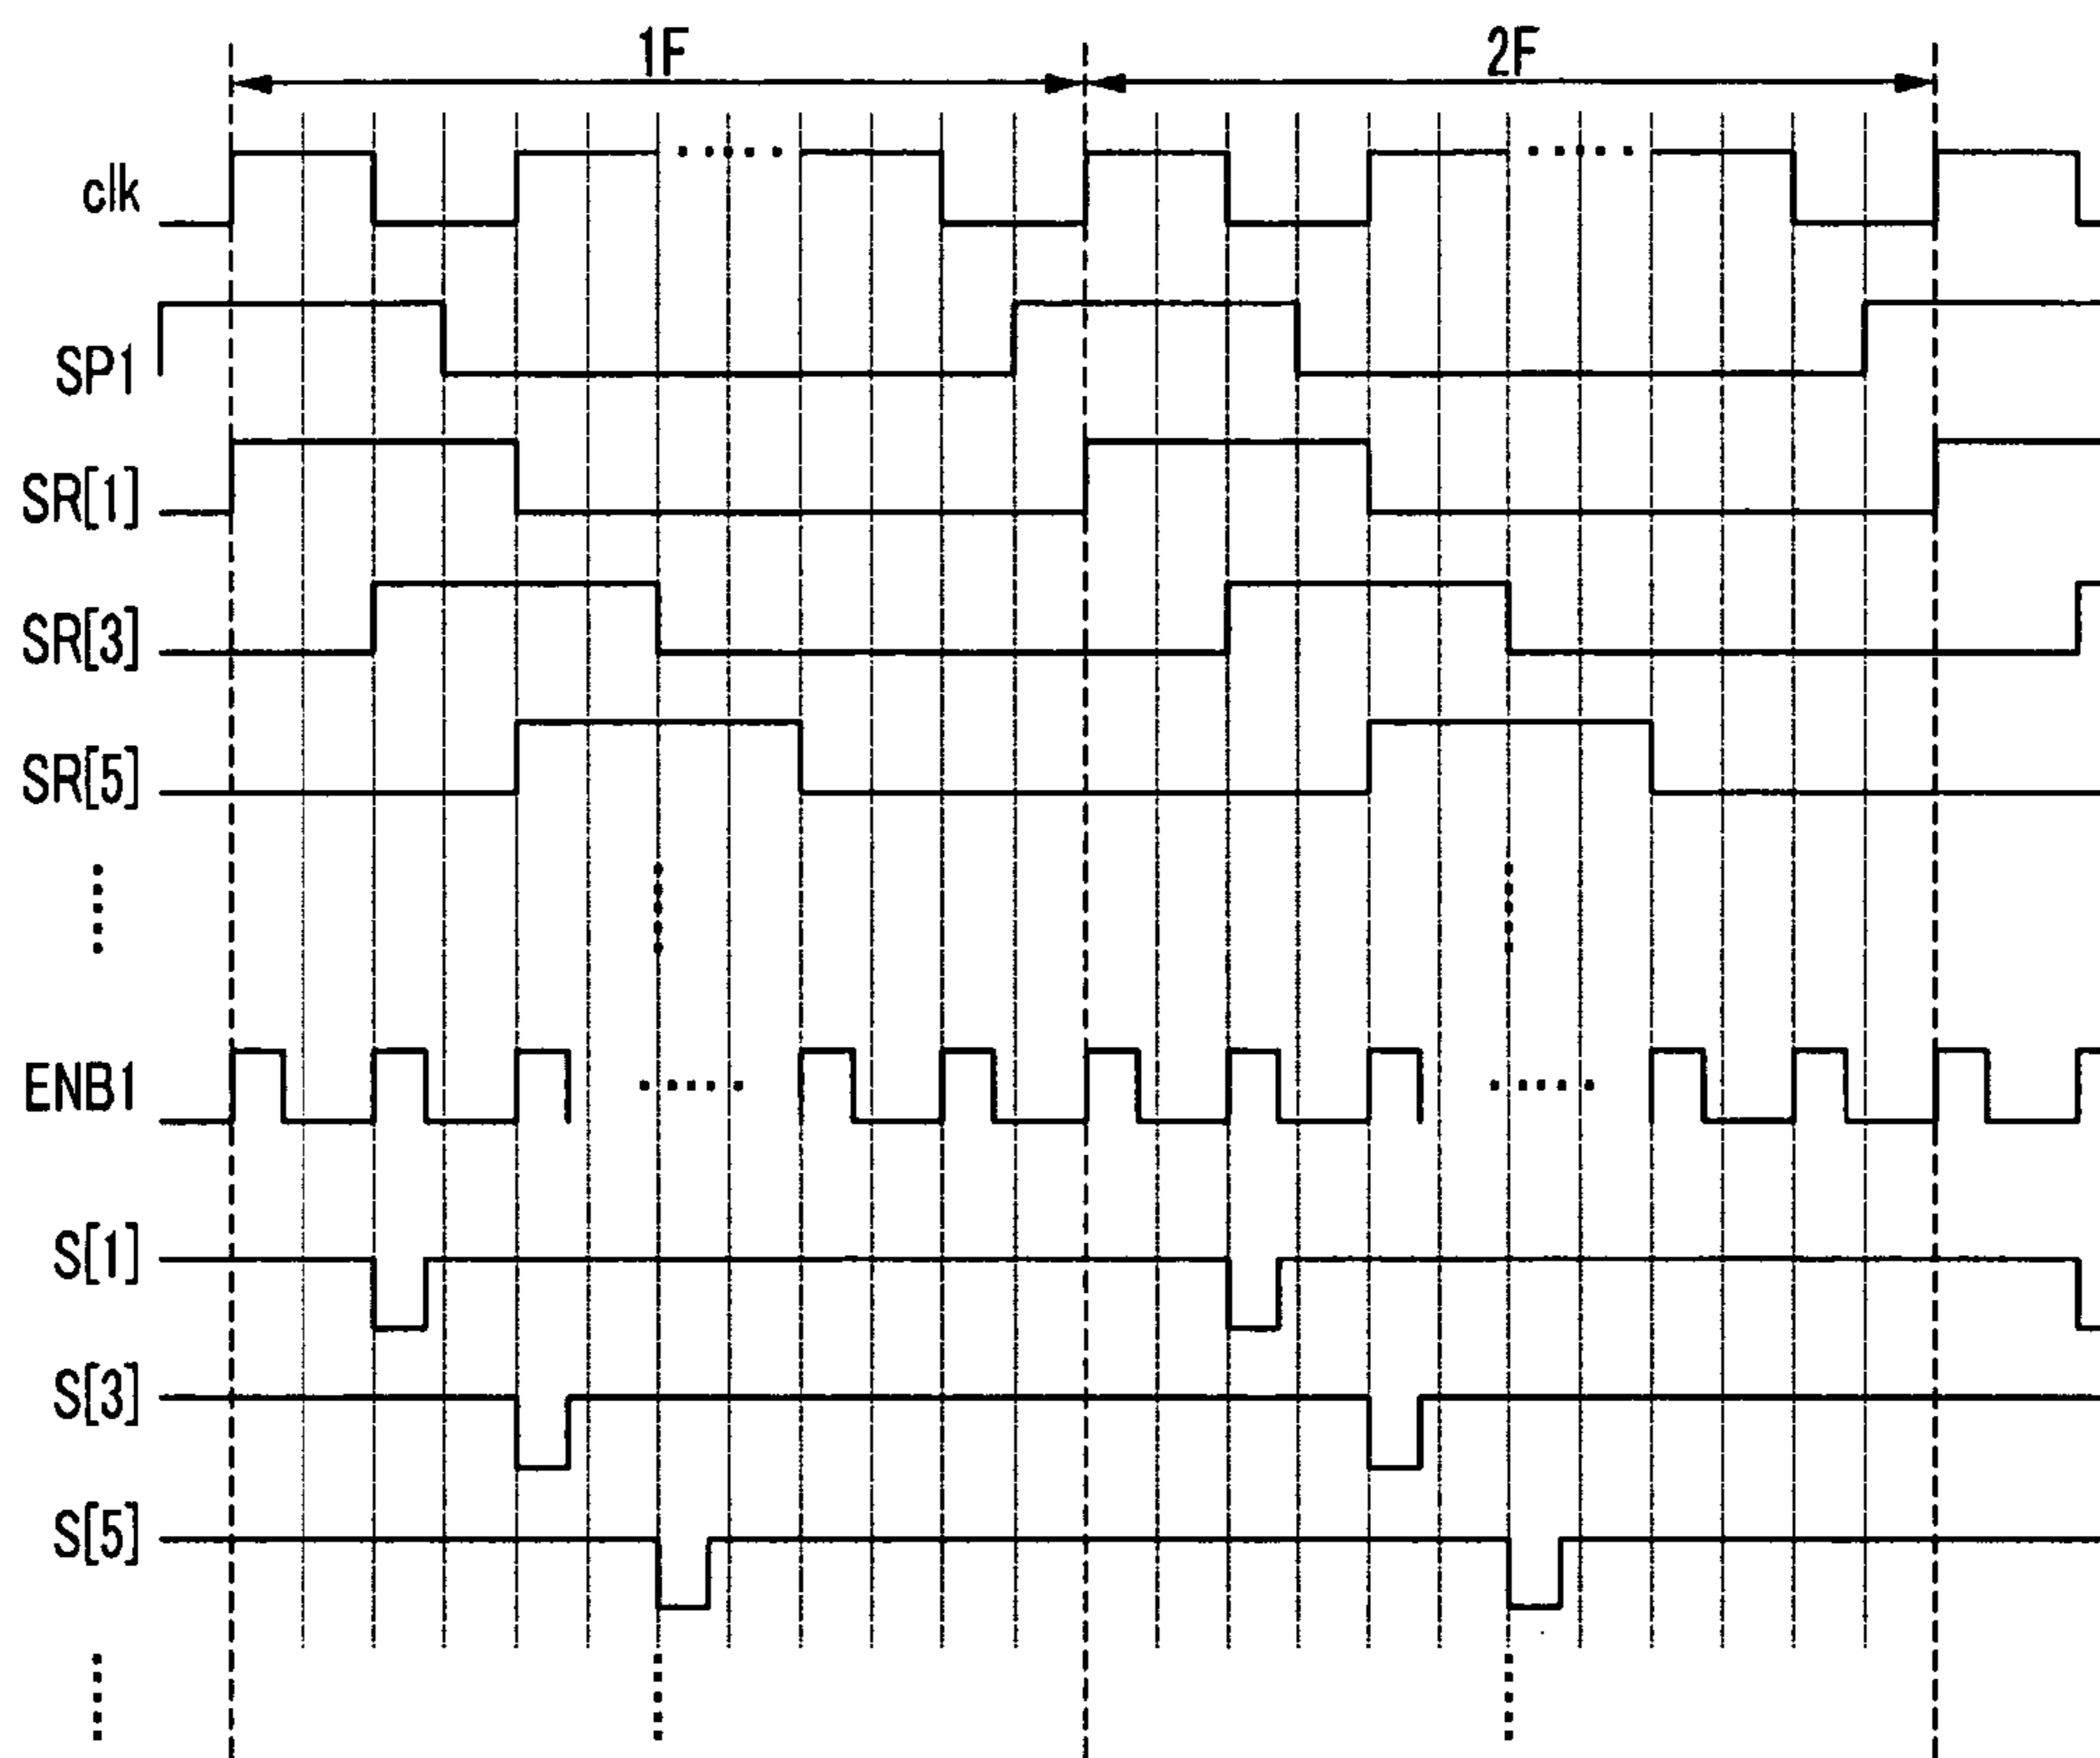 1F 2F
clk
SP1
SR[1]
SR[3]
SR[5]
ENB1
S[1]
S[3]
S[5]